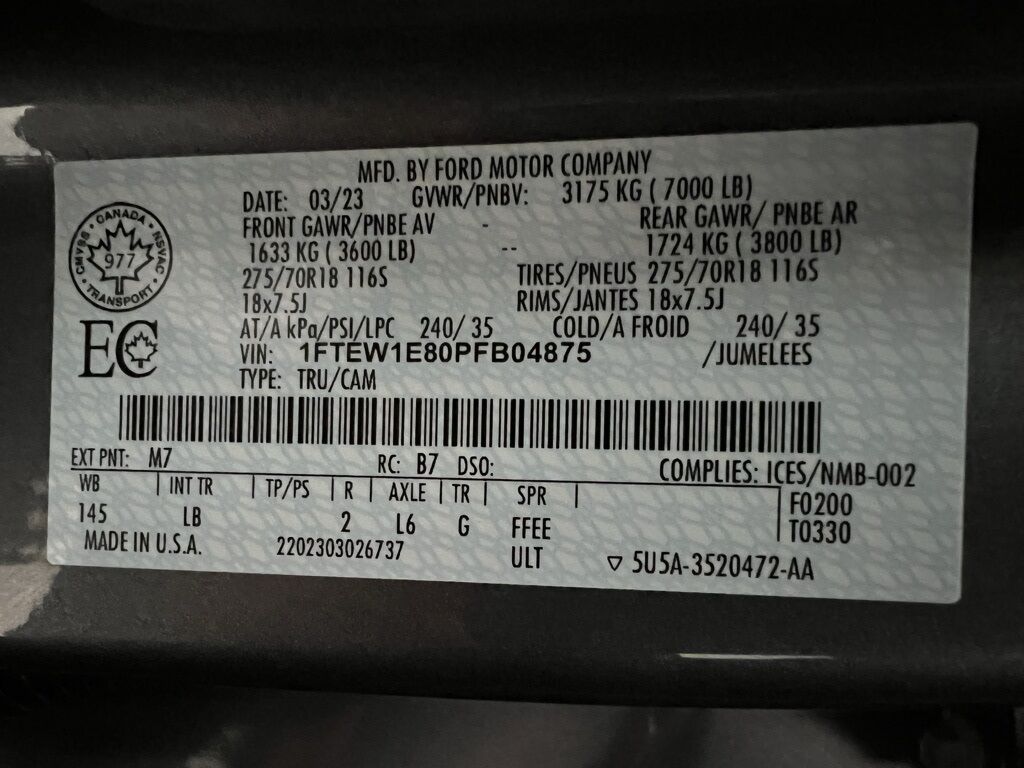 MFD. BY FORD MOTOR COMPANY
DATE: 03/23 GVWR/PNBV: 3175 KG ( 7000 LB)
FRONT GAWR/PNBE AV - REAR GAWR/ PNBE AR
1633 KG ( 3600 LB) -- 1724 KG ( 3800 LB)
275/70R18 116S TIRES/PNEUS 275/70R18 116S
18x7.5J RIMS/JANTES 18x7.5J
AT/A kPa/PSI/LPC 240/ 35 COLD/A FROID 240/ 35
VIN: 1FTEW1E80PFB04875 /JUMELEES
TYPE: TRU/CAM
CANADA
CMVSS NSVAC
977
TRANSPORT
EC
EXT PNT: M7 RC: B7 DSO: COMPLIES: ICES/NMB-002
WB | INT TR | TP/PS | R | AXLE | TR | SPR | F0200
145 LB 2 L6 G FFEE T0330
MADE IN U.S.A. 2202303026737 ULT ▽ 5U5A-3520472-AA